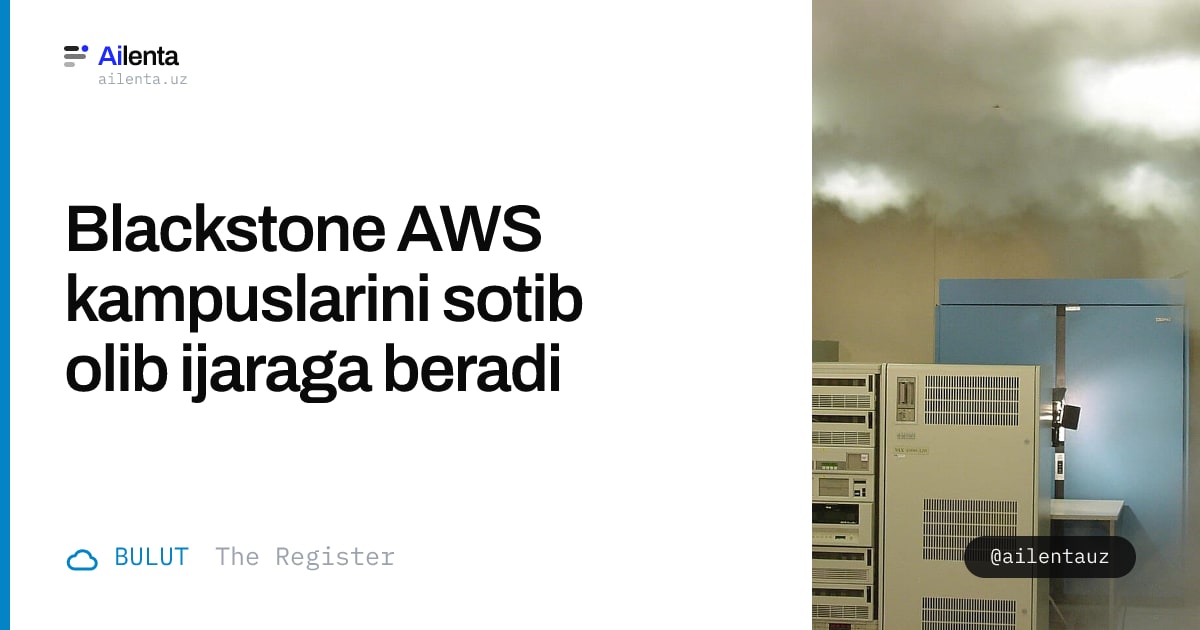 Ailenta
ailenta.uz
Blackstone AWS
kampuslarini sotib
olib ijaraga beradi
BULUT The Register
@ailentauz